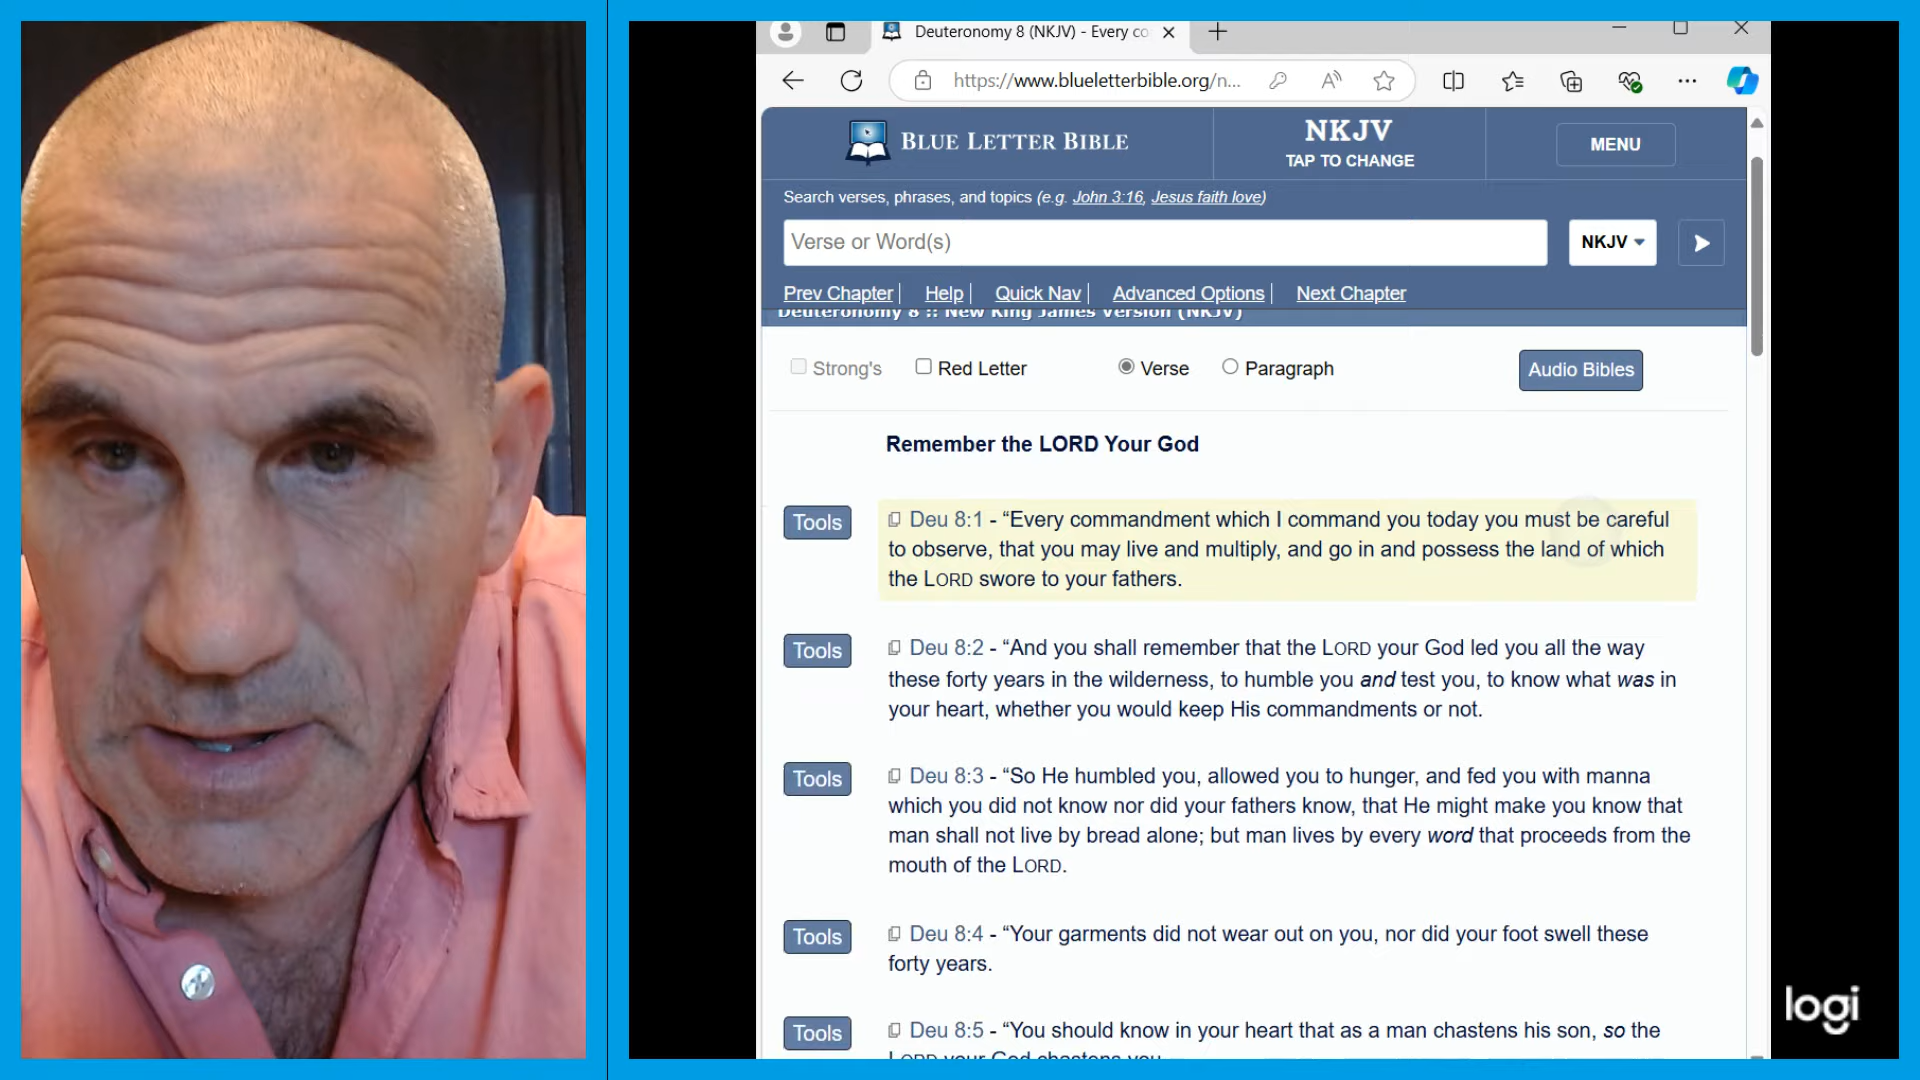 Deuteronomy 8 (NKJV) - Every co
https://www.blueletterbible.org/n...
BLUE LETTER BIBLE
NKJV
TAP TO CHANGE
MENU
Search verses, phrases, and topics (e.g. John 3:16, Jesus faith love)
Verse or Word(s)
NKJV
Prev Chapter| Help| Quick Nav| Advanced Options| Next Chapter
Deuteronomy 8 :: New King James Version (NKJV)
Strong's Red Letter Verse Paragraph Audio Bibles
Remember the LORD Your God
Tools Deu 8:1 - “Every commandment which I command you today you must be careful
to observe, that you may live and multiply, and go in and possess the land of which
the LORD swore to your fathers.
Tools Deu 8:2 - “And you shall remember that the LORD your God led you all the way
these forty years in the wilderness, to humble you and test you, to know what was in
your heart, whether you would keep His commandments or not.
Tools Deu 8:3 - “So He humbled you, allowed you to hunger, and fed you with manna
which you did not know nor did your fathers know, that He might make you know that
man shall not live by bread alone; but man lives by every word that proceeds from the
mouth of the LORD.
Tools Deu 8:4 - “Your garments did not wear out on you, nor did your foot swell these
forty years.
Tools Deu 8:5 - “You should know in your heart that as a man chastens his son, so the
LORD your God chastens you.
logi